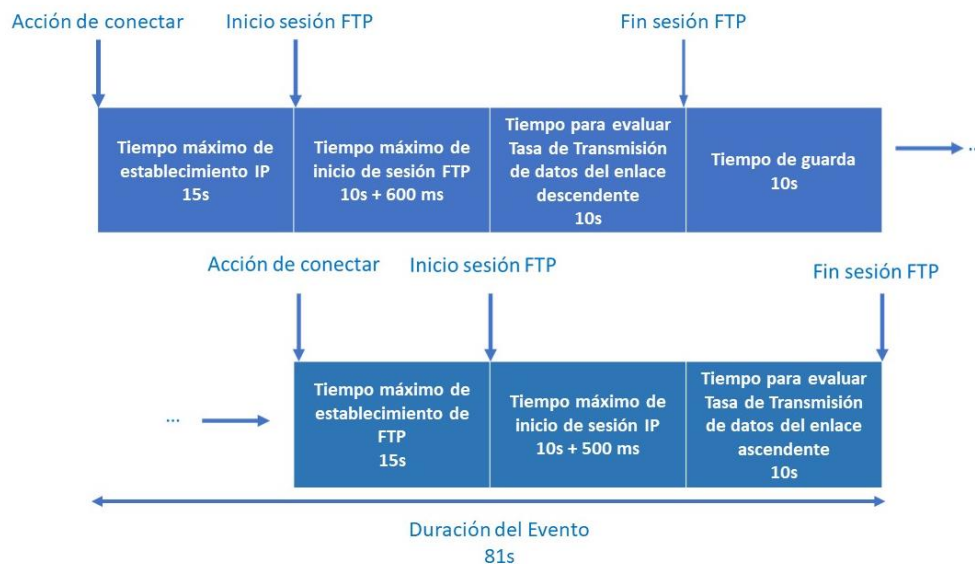 Acción de conectar
Inicio sesión FTP
Fin sesión FTP
Tiempo máximo de
establecimiento IP
15s
Tiempo máximo de
inicio de sesión FTP
10s + 600 ms
Tiempo para evaluar
Tasa de Transmisión
de datos del enlace
descendente
10s
Tiempo de guarda
10s
...
Acción de conectar
Inicio sesión FTP
Fin sesión FTP
...
Tiempo máximo de
establecimiento de
FTP
15s
Tiempo máximo de
inicio de sesión IP
10s + 500 ms
Tiempo para evaluar
Tasa de Transmisión
de datos del enlace
ascendente
10s
Duración del Evento
81s